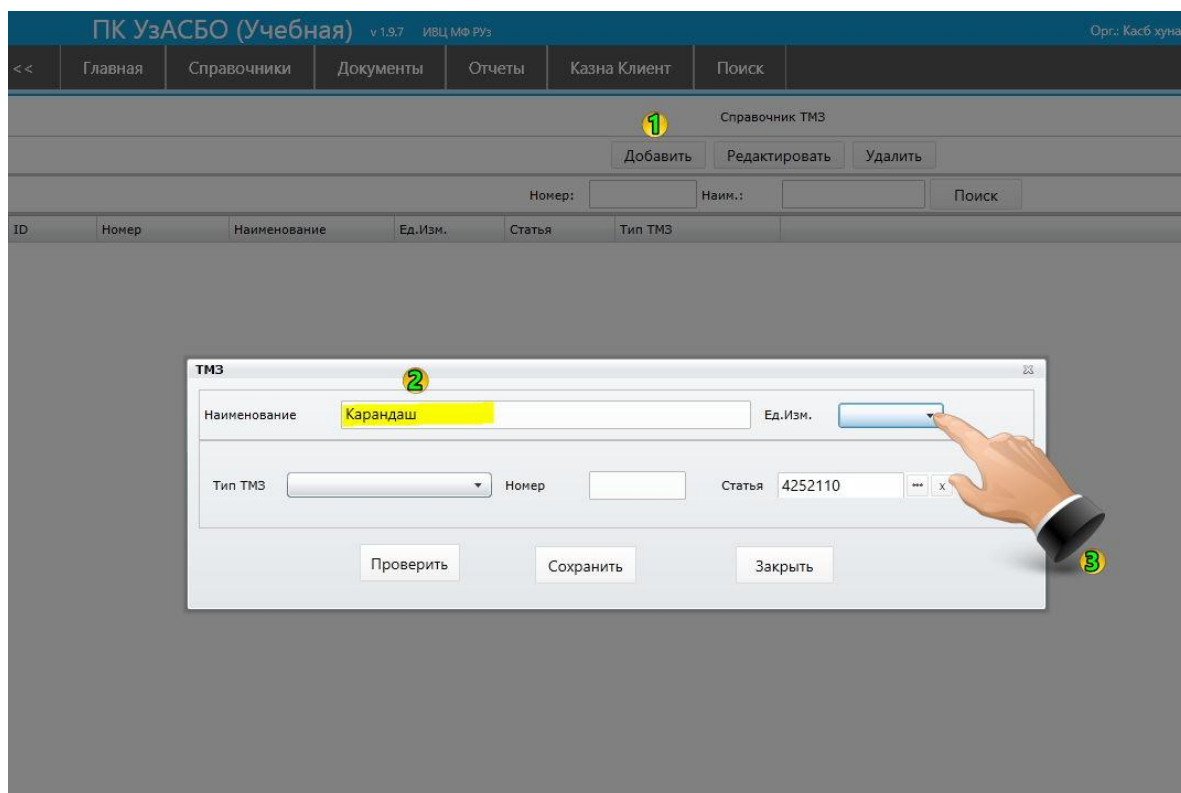 ПК УзАСБО (Учебная) v 1.9.7 ИВЦ МФ РУз Орг.: Касб хуна
<< Главная Справочники Документы Отчеты Казна Клиент Поиск
1 Справочник ТМЗ
Добавить Редактировать Удалить
Номер: Наим.: Поиск
ID Номер Наименование Ед.Изм. Статья Тип ТМЗ
ТМЗ
2
Наименование Карандаш Ед.Изм.
Тип ТМЗ Номер Статья 4252110 ... x
Проверить Сохранить Закрыть
3